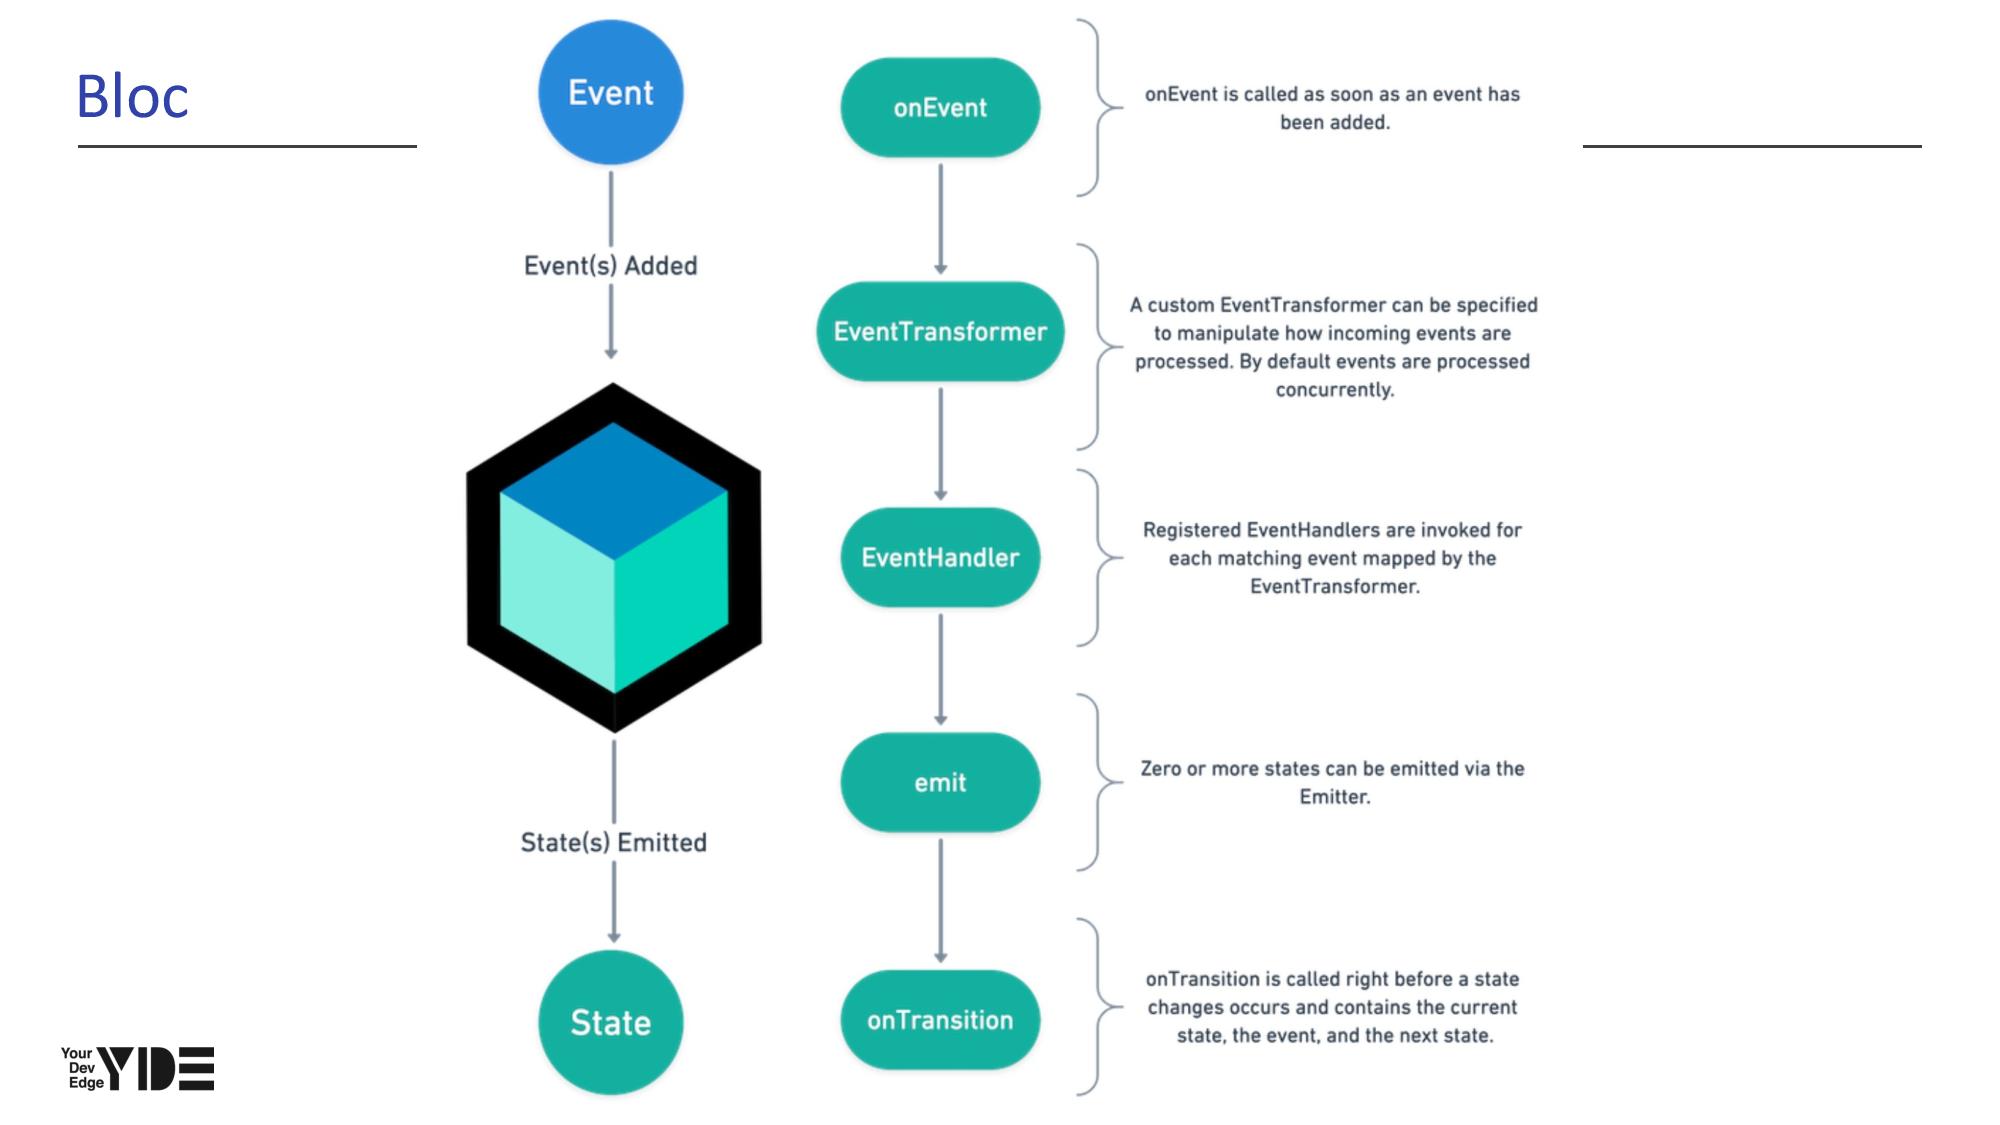 Bloc
Event
Event(s) Added
State(s) Emitted
State
onEvent
onEvent is called as soon as an event has
been added.
EventTransformer
A custom EventTransformer can be specified
to manipulate how incoming events are
processed. By default events are processed
concurrently.
EventHandler
Registered EventHandlers are invoked for
each matching event mapped by the
EventTransformer.
emit
Zero or more states can be emitted via the
Emitter.
onTransition
onTransition is called right before a state
changes occurs and contains the current
state, the event, and the next state.
Your
Dev
Edge
YDE